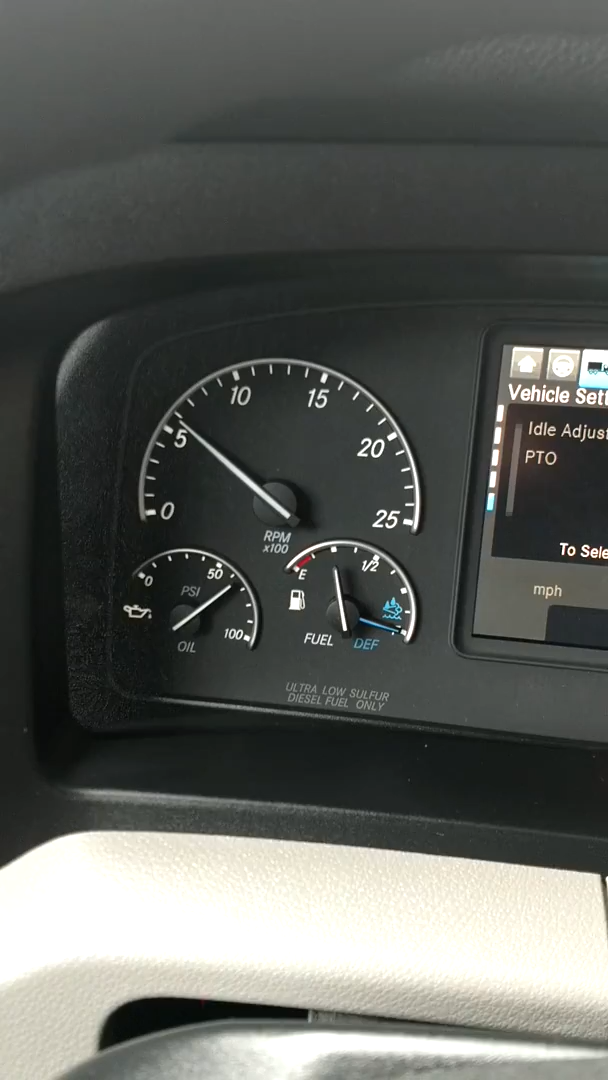 10
15
5
20
0
25
RPM
x100
0
50
PSI
100
OIL
E
1/2
FUEL
DEF
ULTRA LOW SULFUR
DIESEL FUEL ONLY
Vehicle Sett
Idle Adjust
PTO
To Sele
mph